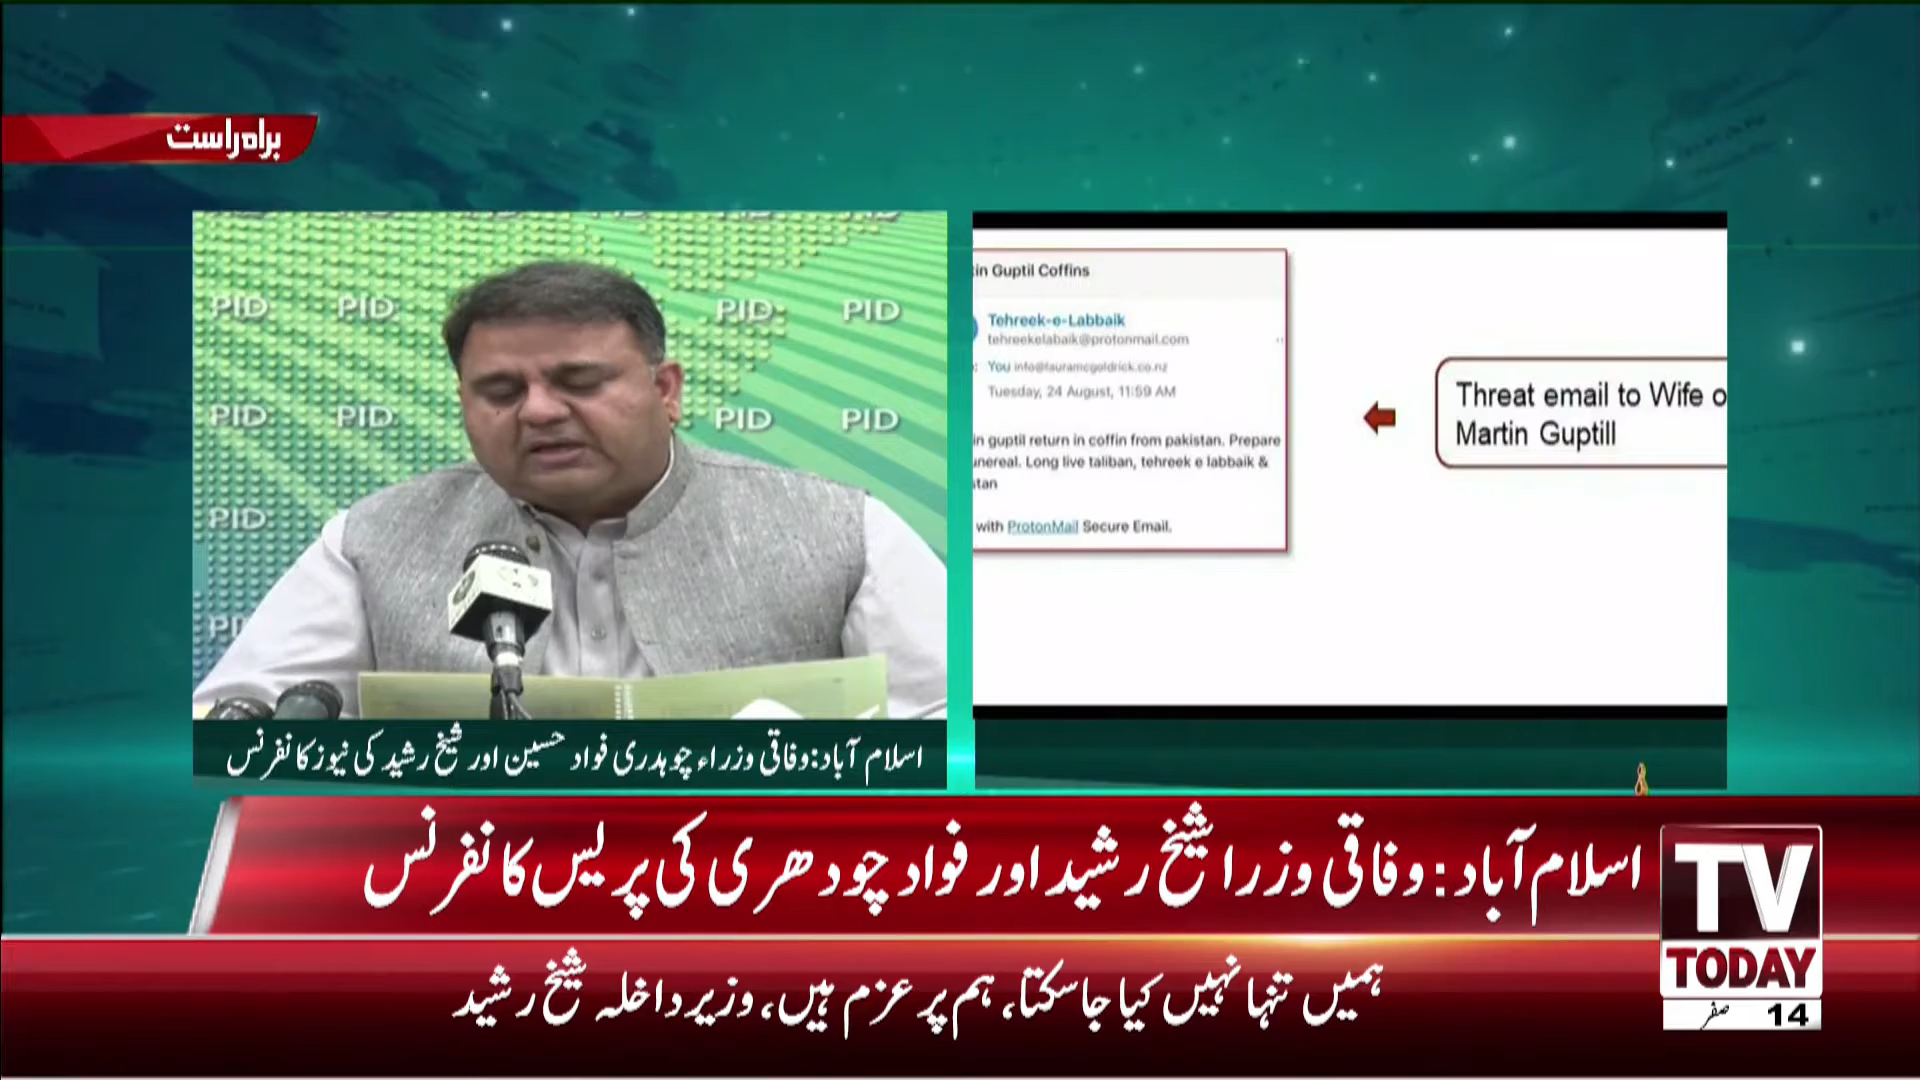 براہ راست
PID PID PID PID
PID PID PID PID
PID
in Guptil Coffins
Tehreek-e-Labbaik
tehreekelabaik@protonmail.com
You info@lauramcgoldrick.co.nz
Tuesday, 24 August, 11:59 AM
in guptil return in coffin from pakistan. Prepare
unereal. Long live taliban, tehreek e labbaik &
stan
with ProtonMail Secure Email.
Threat email to Wife o
Martin Guptill
اسلام آباد:وفاقی وزراء چوہدری فواد حسین اور شیخ رشید کی نیوز کانفرنس
اسلام آباد: وفاقی وزرا شیخ رشید اور فواد چودھری کی پریس کانفرنس
ہمیں تنہا نہیں کیا جاسکتا، ہم پر عزم ہیں، وزیر داخلہ شیخ رشید
TV
TODAY
14 صفر